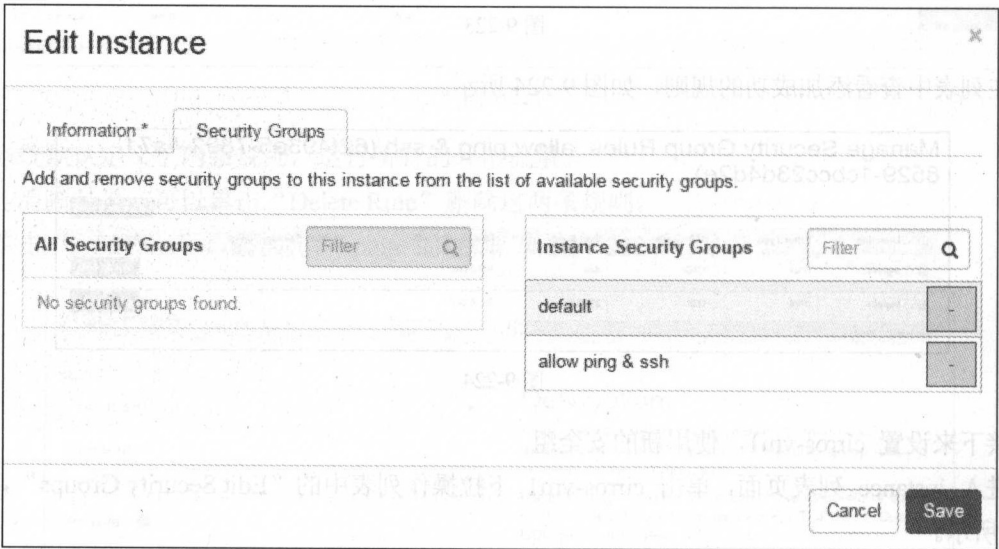 Edit Instance
×
Information *
Security Groups
Add and remove security groups to this instance from the list of available security groups.
All Security Groups
Filter
No security groups found.
Instance Security Groups
Filter
default
-
allow ping & ssh
-
Cancel
Save